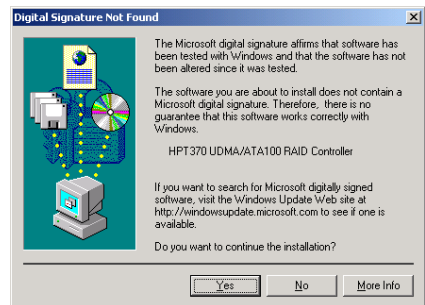 Digital Signature Not Found
The Microsoft digital signature affirms that software has
been tested with Windows and that the software has not
been altered since it was tested.
The software you are about to install does not contain a
Microsoft digital signature. Therefore, there is no
guarantee that this software works correctly with
Windows.
HPT370 UDMA/ATA100 RAID Controller
If you want to search for Microsoft digitally signed
software, visit the Windows Update Web site at
http://windowsupdate.microsoft.com to see if one is
available.
Do you want to continue the installation?
Yes No More Info